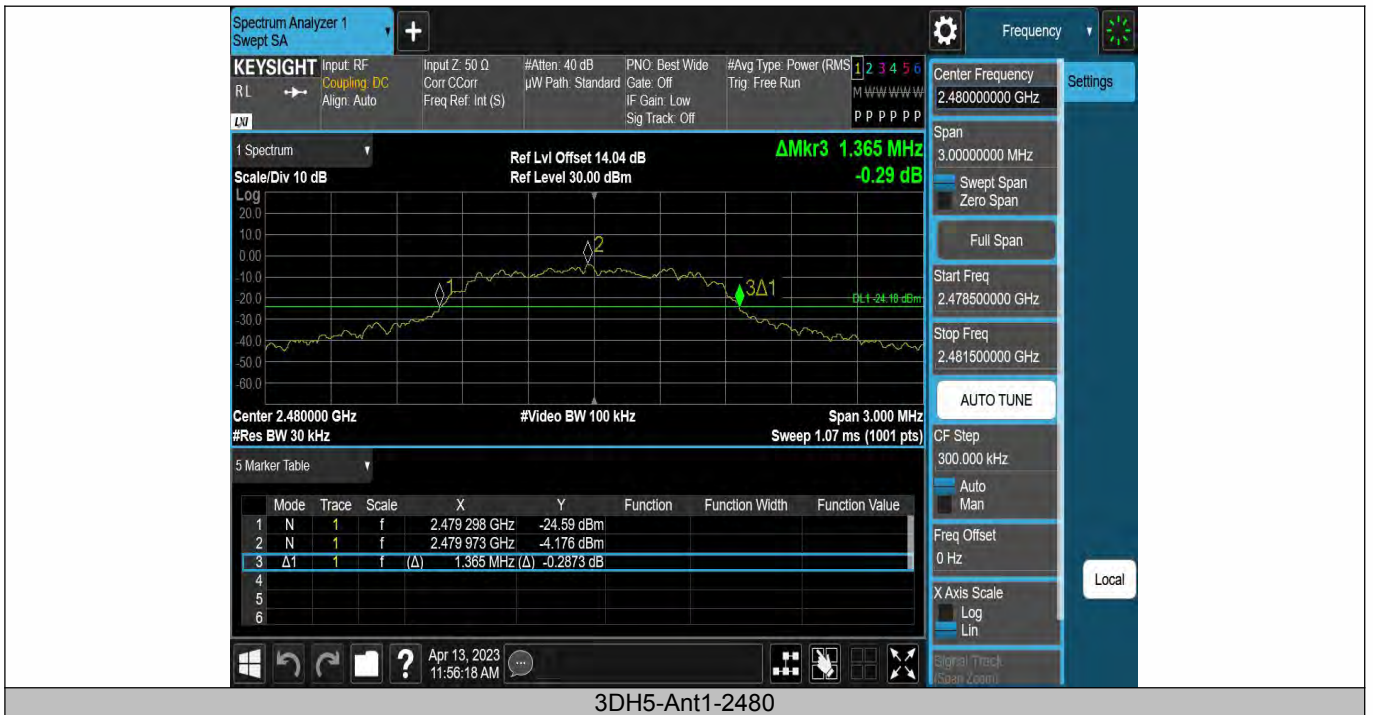 Spectrum Analyzer 1
Swept SA
+
Frequency
KEYSIGHT
RL
LXI
Input: RF
Coupling: DC
Align: Auto
Input Z: 50 Ω
Corr CCorr
Freq Ref: Int (S)
#Atten: 40 dB
µW Path: Standard
PNO: Best Wide
Gate: Off
IF Gain: Low
Sig Track: Off
#Avg Type: Power (RMS
Trig: Free Run
1 2 3 4 5 6
M W W W W W
P P P P P P
1 Spectrum
Scale/Div 10 dB
Ref Lvl Offset 14.04 dB
Ref Level 30.00 dBm
ΔMkr3 1.365 MHz
-0.29 dB
Log
20.0
10.0
0.00
-10.0
-20.0
-30.0
-40.0
-50.0
-60.0
1
2
3Δ1
DL1 -24.18 dBm
Center 2.480000 GHz
#Res BW 30 kHz
#Video BW 100 kHz
Span 3.000 MHz
Sweep 1.07 ms (1001 pts)
5 Marker Table
Mode Trace Scale X Y Function Function Width Function Value
1 N 1 f 2.479 298 GHz -24.59 dBm
2 N 1 f 2.479 973 GHz -4.176 dBm
3 Δ1 1 f (Δ) 1.365 MHz (Δ) -0.2873 dB
4
5
6
?
Apr 13, 2023
11:56:18 AM
Center Frequency
2.480000000 GHz
Settings
Span
3.00000000 MHz
Swept Span
Zero Span
Full Span
Start Freq
2.478500000 GHz
Stop Freq
2.481500000 GHz
AUTO TUNE
CF Step
300.000 kHz
Auto
Man
Freq Offset
0 Hz
X Axis Scale
Log
Lin
Signal Track
(Span Zoom)
Local
3DH5-Ant1-2480